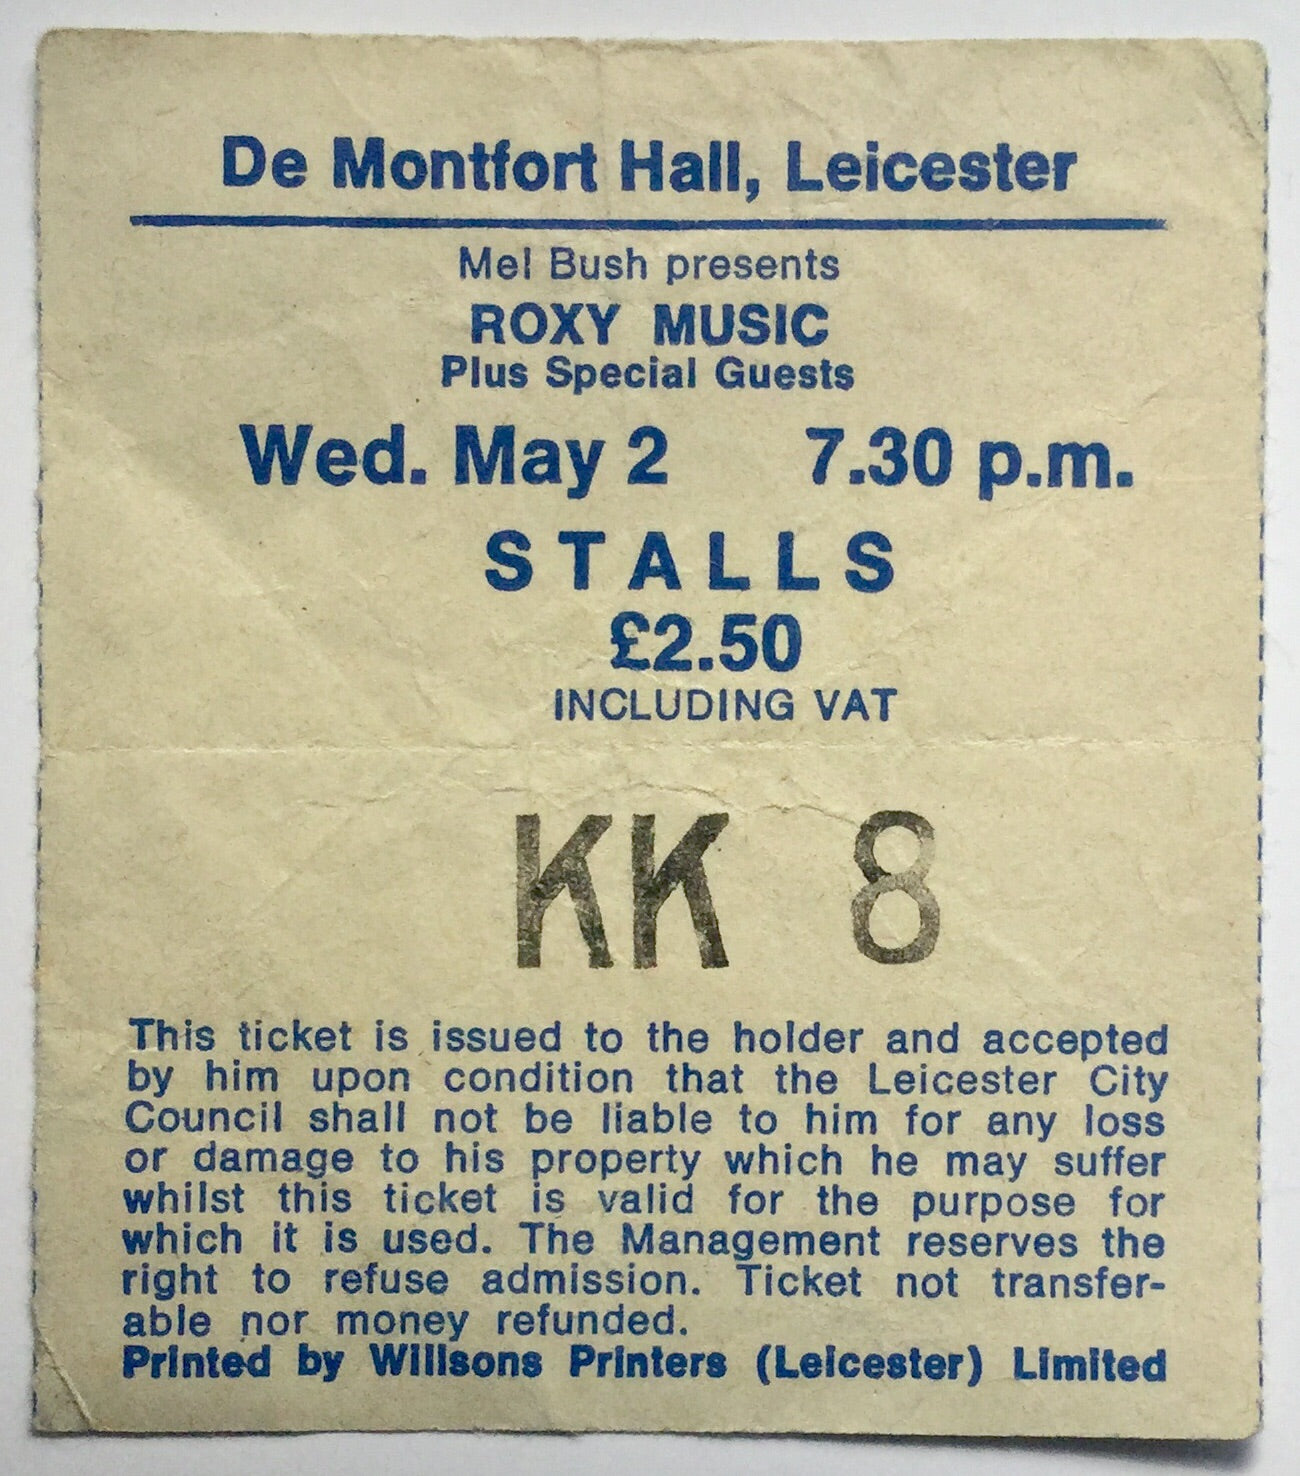 De Montfort Hall, Leicester
Mel Bush presents
ROXY MUSIC
Plus Special Guests
Wed. May 2 7.30 p.m.
STALLS
£2.50
INCLUDING VAT
KK 8
This ticket is issued to the holder and accepted
by him upon condition that the Leicester City
Council shall not be liable to him for any loss
or damage to his property which he may suffer
whilst this ticket is valid for the purpose for
which it is used. The Management reserves the
right to refuse admission. Ticket not transfer-
able nor money refunded.
Printed by Willsons Printers (Leicester) Limited